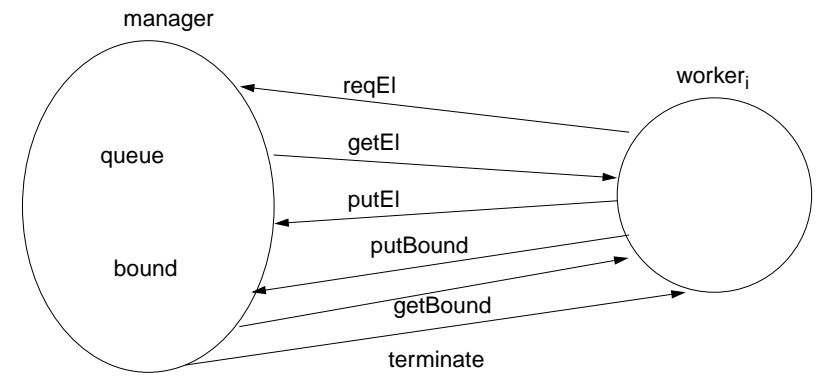 manager
worker_i
reqEl
getEl
queue
putEl
putBound
bound
getBound
terminate